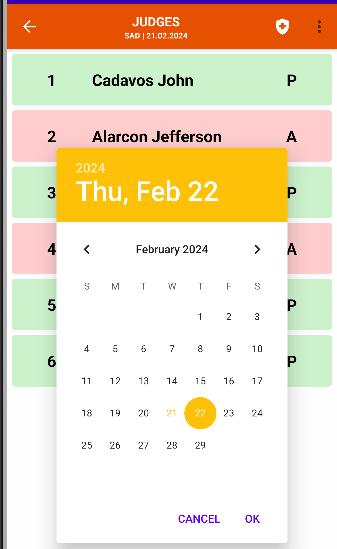 JUDGES
SAD | 21.02.2024
1 Cadavos John P
2 Alarcon Jefferson A
3 P
4 A
5 P
6 P
2024
Thu, Feb 22
February 2024
S M T W T F S
1 2 3
4 5 6 7 8 9 10
11 12 13 14 15 16 17
18 19 20 21 22 23 24
25 26 27 28 29
CANCEL OK